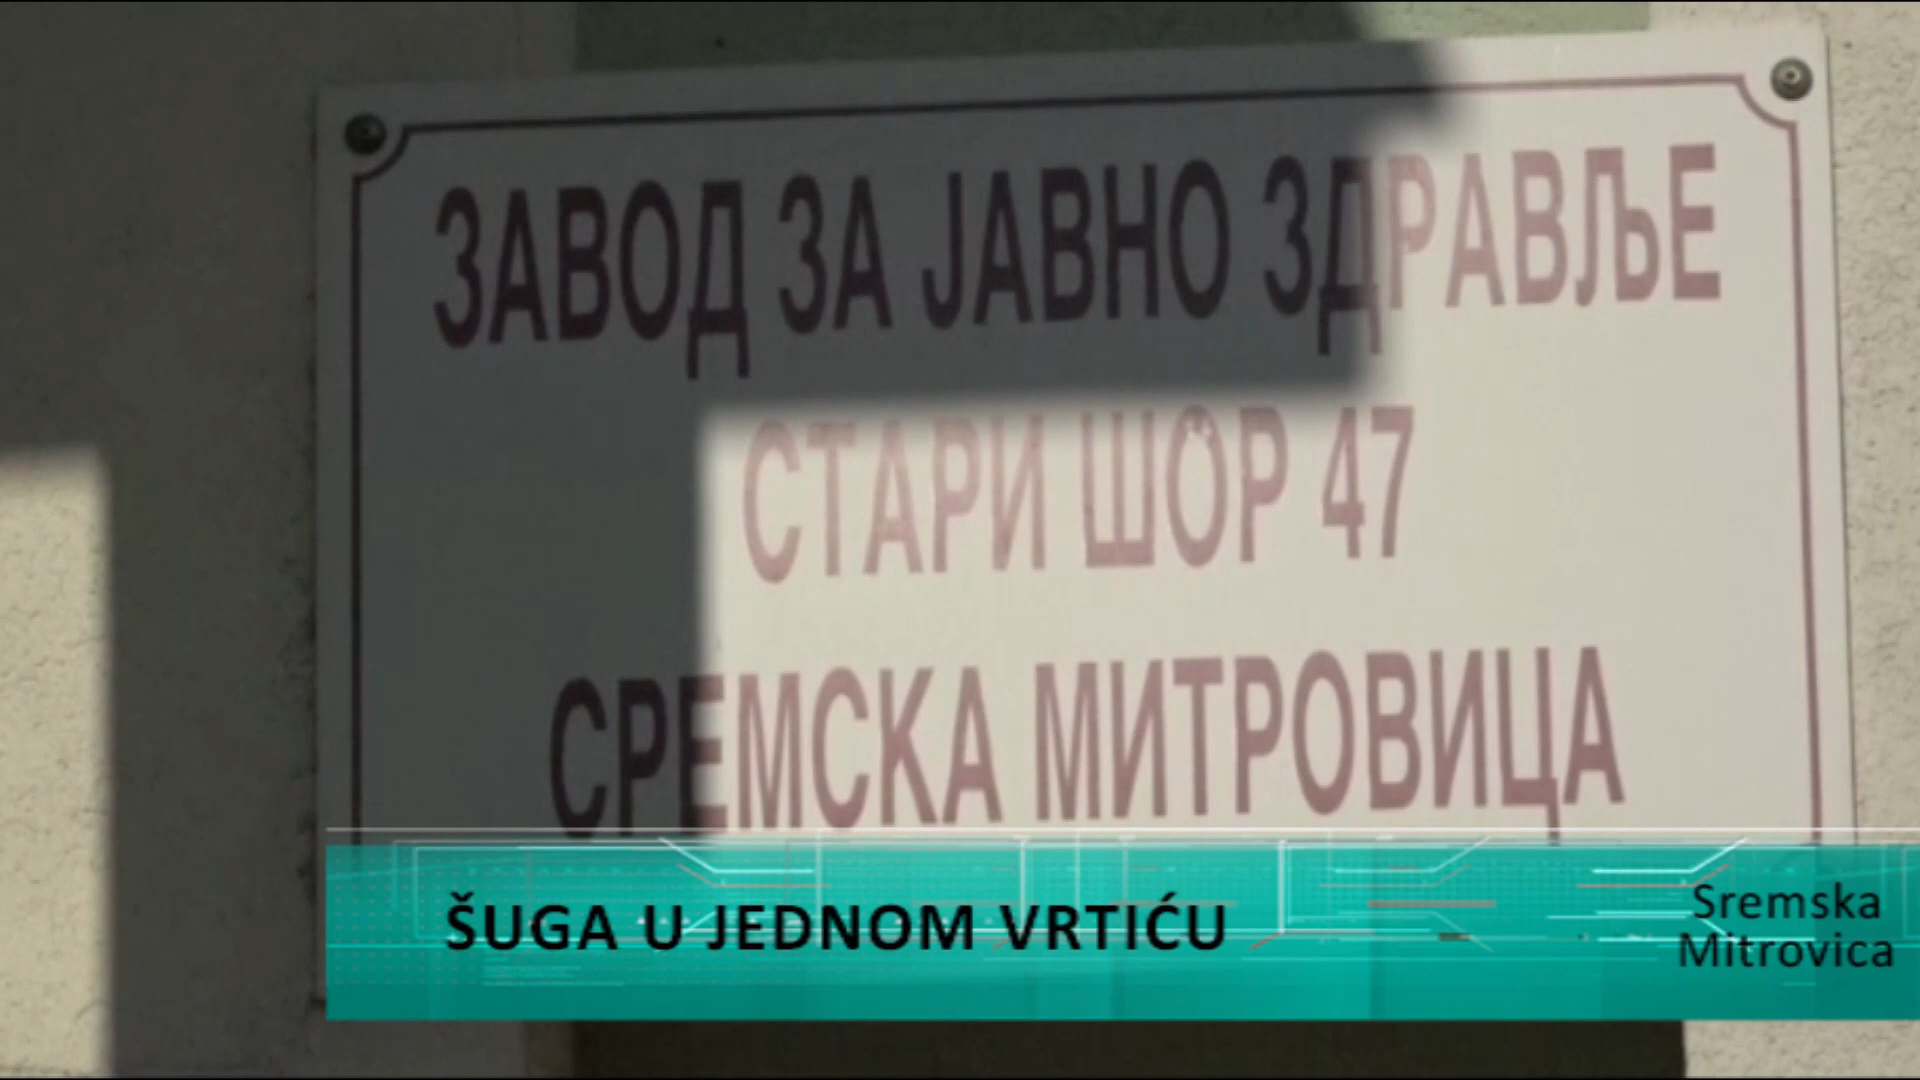 ЗАВОД ЗА ЈАВНО ЗДРАВЉЕ
СТАРИ ШОР 47
СРЕМСКА МИТРОВИЦА
ŠUGA U JEDNOM VRTIĆU
Sremska
Mitrovica